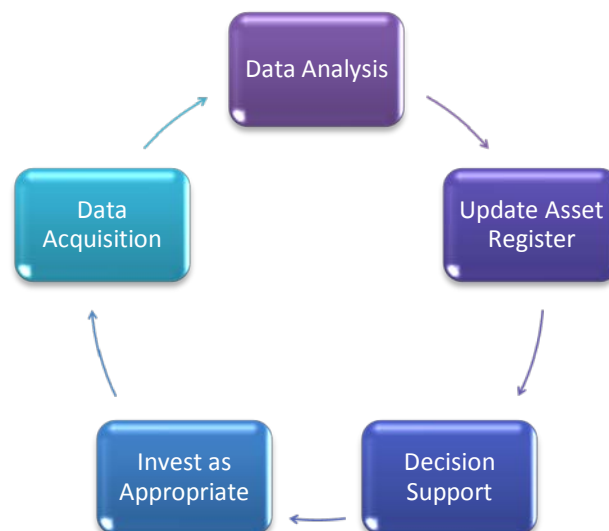 Data Analysis
Update Asset
Register
Decision
Support
Invest as
Appropriate
Data
Acquisition